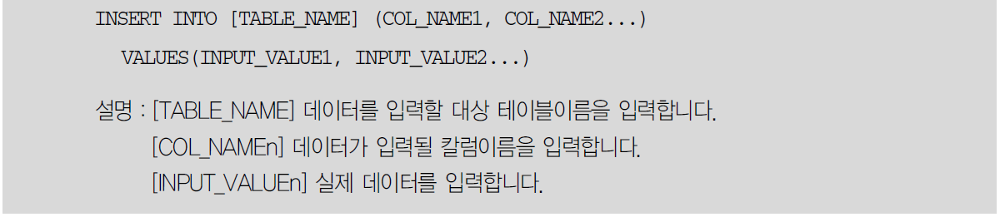 INSERT INTO [TABLE_NAME] (COL_NAME1, COL_NAME2...)
VALUES(INPUT_VALUE1, INPUT_VALUE2...)
설명 : [TABLE_NAME] 데이터를 입력할 대상 테이블이름을 입력합니다.
[COL_NAMEn] 데이터가 입력될 칼럼이름을 입력합니다.
[INPUT_VALUEn] 실제 데이터를 입력합니다.